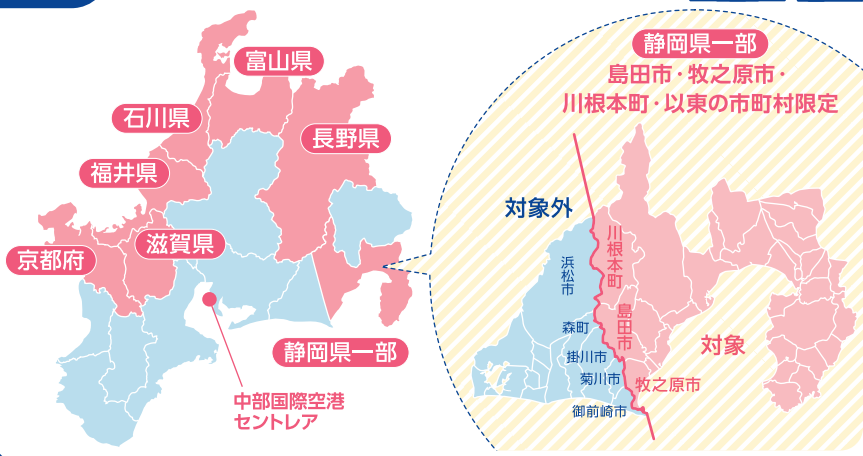 富山県
石川県
長野県
福井県
滋賀県
京都府
静岡県一部
中部国際空港
セントレア
静岡県一部
島田市・牧之原市・
川根本町・以東の市町村限定
対象外
川根本町
浜松市
島田市
森町
対象
掛川市
菊川市
牧之原市
御前崎市